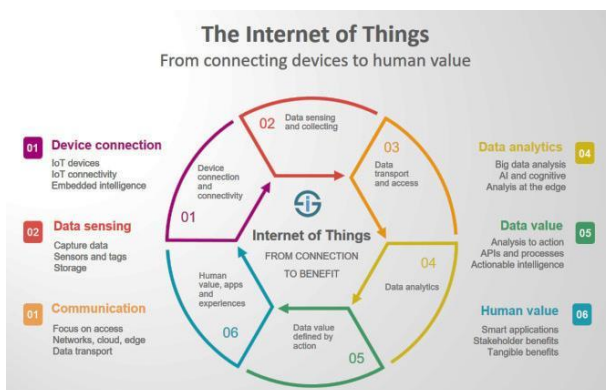 The Internet of Things
From connecting devices to human value
01
Device connection
IoT devices
IoT connectivity
Embedded intelligence
02
Data sensing
Capture data
Sensors and tags
Storage
01
Communication
Focus on access
Networks, cloud, edge
Data transport
01
Device
connection
and
connectivity
02
Data sensing
and collecting
03
Data
transport
and access
04
Data analytics
05
Data value
defined by
action
06
Human
value, apps
and
experiences
Internet of Things
FROM CONNECTION
TO BENEFIT
Data analytics
04
Big data analysis
AI and cognitive
Analyis at the edge
Data value
05
Analysis to action
APIs and processes
Actionable intelligence
Human value
06
Smart applications
Stakeholder benefits
Tangible benefits